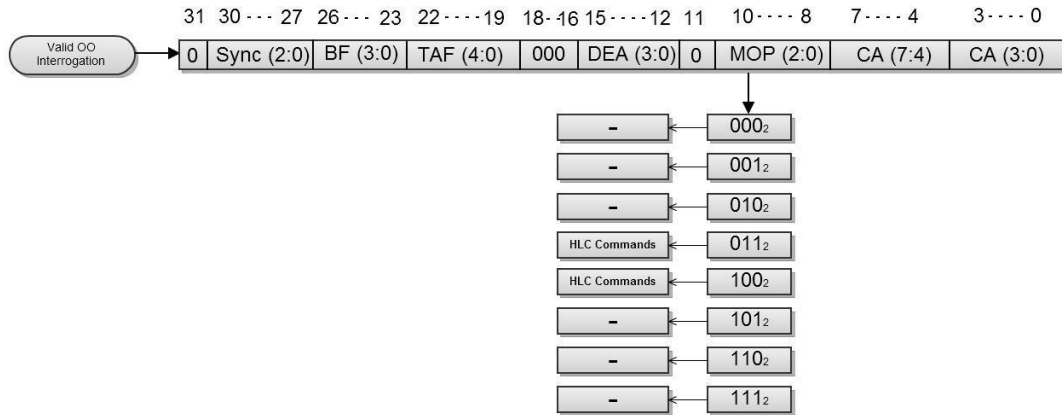 31 30 - - - 27 26 - - 23 22 - - - - 19 18 - -16 15 - - - - 12 11 10 - - - - 8 7 - - - 4 3 - - - - 0
Valid OO
Interrogation
0 Sync (2:0) BF (3:0) TAF (4:0) 000 DEA (3:0) 0 MOP (2:0) CA (7:4) CA (3:0)
- 000₂
- 001₂
- 010₂
HLC Commands 011₂
HLC Commands 100₂
- 101₂
- 110₂
- 111₂